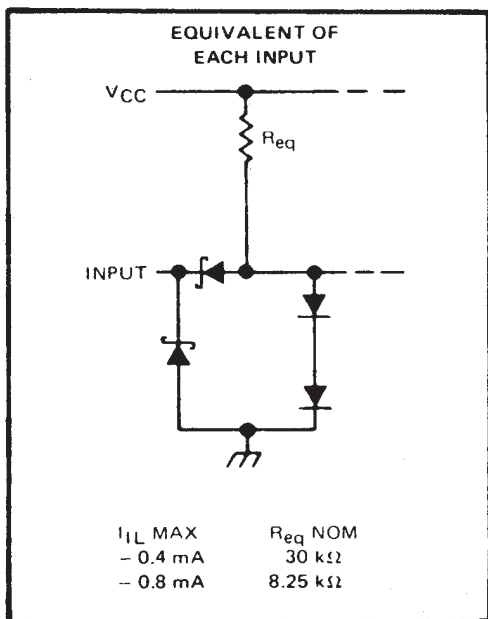 EQUIVALENT OF
EACH INPUT
VCC
Req
INPUT
IIL MAX Req NOM
– 0.4 mA 30 kΩ
– 0.8 mA 8.25 kΩ